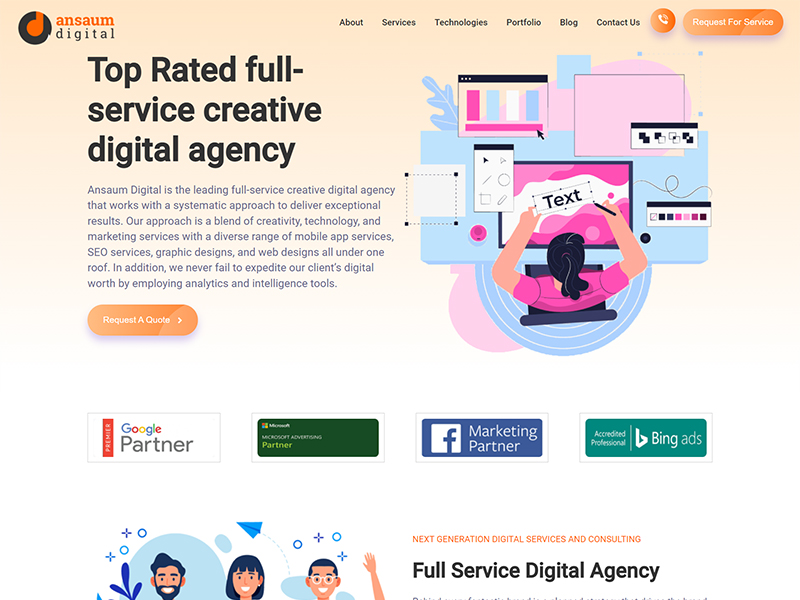 ansaum
digital
About Services Technologies Portfolio Blog Contact Us Request For Service
Top Rated full-
service creative
digital agency
Ansaum Digital is the leading full-service creative digital agency
that works with a systematic approach to deliver exceptional
results. Our approach is a blend of creativity, technology, and
marketing services with a diverse range of mobile app services,
SEO services, graphic designs, and web designs all under one
roof. In addition, we never fail to expedite our client's digital
worth by employing analytics and intelligence tools.
Request A Quote
Text
PREMIER
Google
Partner
Microsoft
MICROSOFT ADVERTISING
Partner
Marketing
Partner
Accredited
Professional
Bing ads
NEXT GENERATION DIGITAL SERVICES AND CONSULTING
Full Service Digital Agency